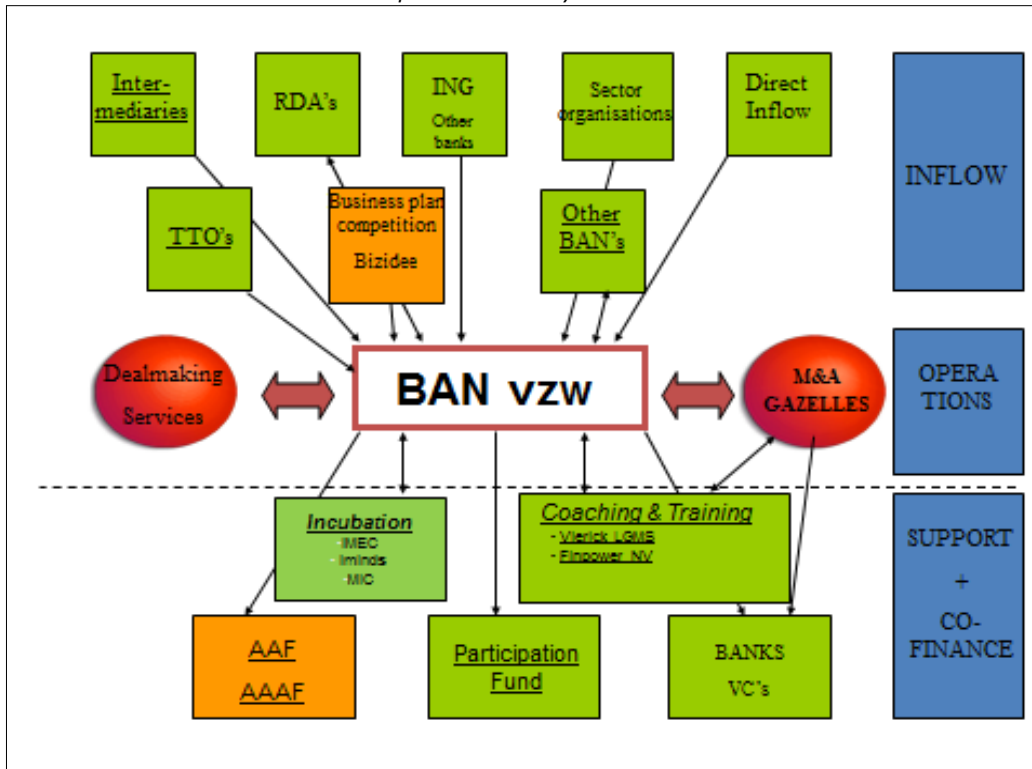 Inter-
mediaries
RDA's
ING
Other
banks
Sector
organisations
Direct
Inflow
INFLOW
TTO's
Business plan
competition
Bizidee
Other
BAN's
Dealmaking
Services
BAN vzw
M&A
GAZELLES
OPERA
TIONS
Incubation
-IMEC
-Iminds
-MIC
Coaching & Training
- Vlerick LGMS
- Finpower NV
SUPPORT
+
CO-
FINANCE
AAF
AAAF
Participation
Fund
BANKS
VC's